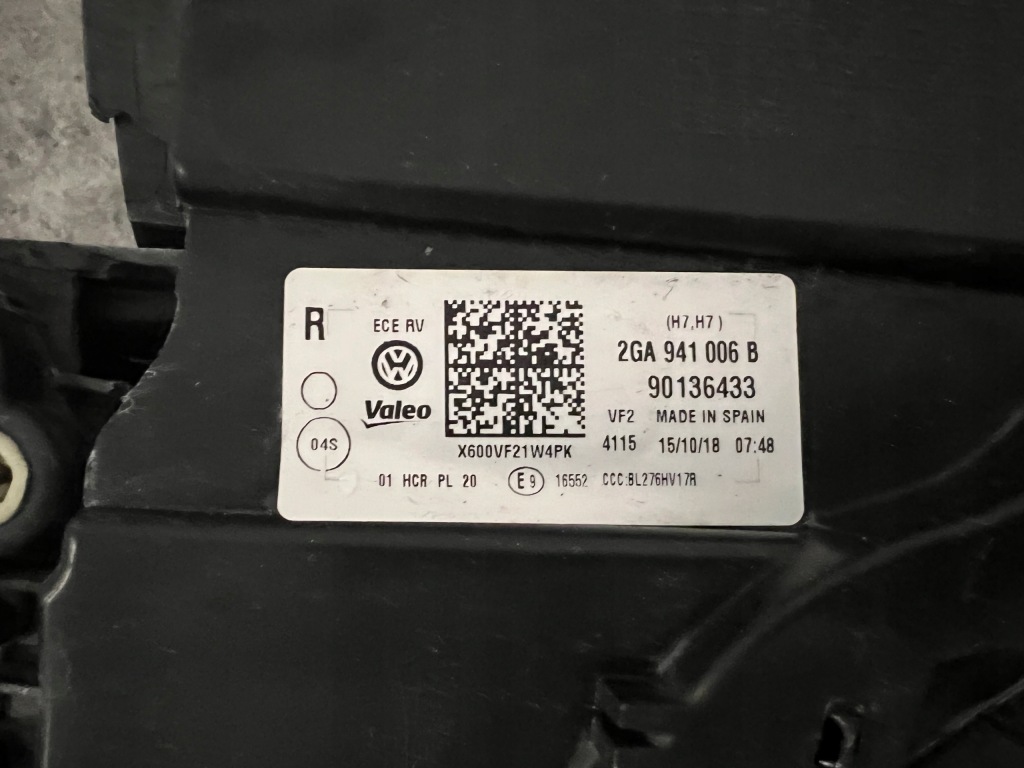 R
ECE RV
(H7,H7)
2GA 941 006 B
90136433
Valeo
VF2 MADE IN SPAIN
04S
X600VF21W4PK
4115 15/10/18 07:48
01 HCR PL 20 E9 16552 CCC:BL276HV17R